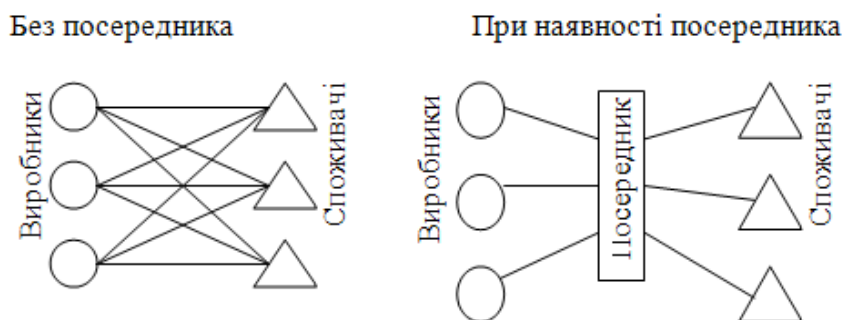 Без посередника
При наявності посередника
Виробники
Споживачі
Виробники
Посередник
Споживачі